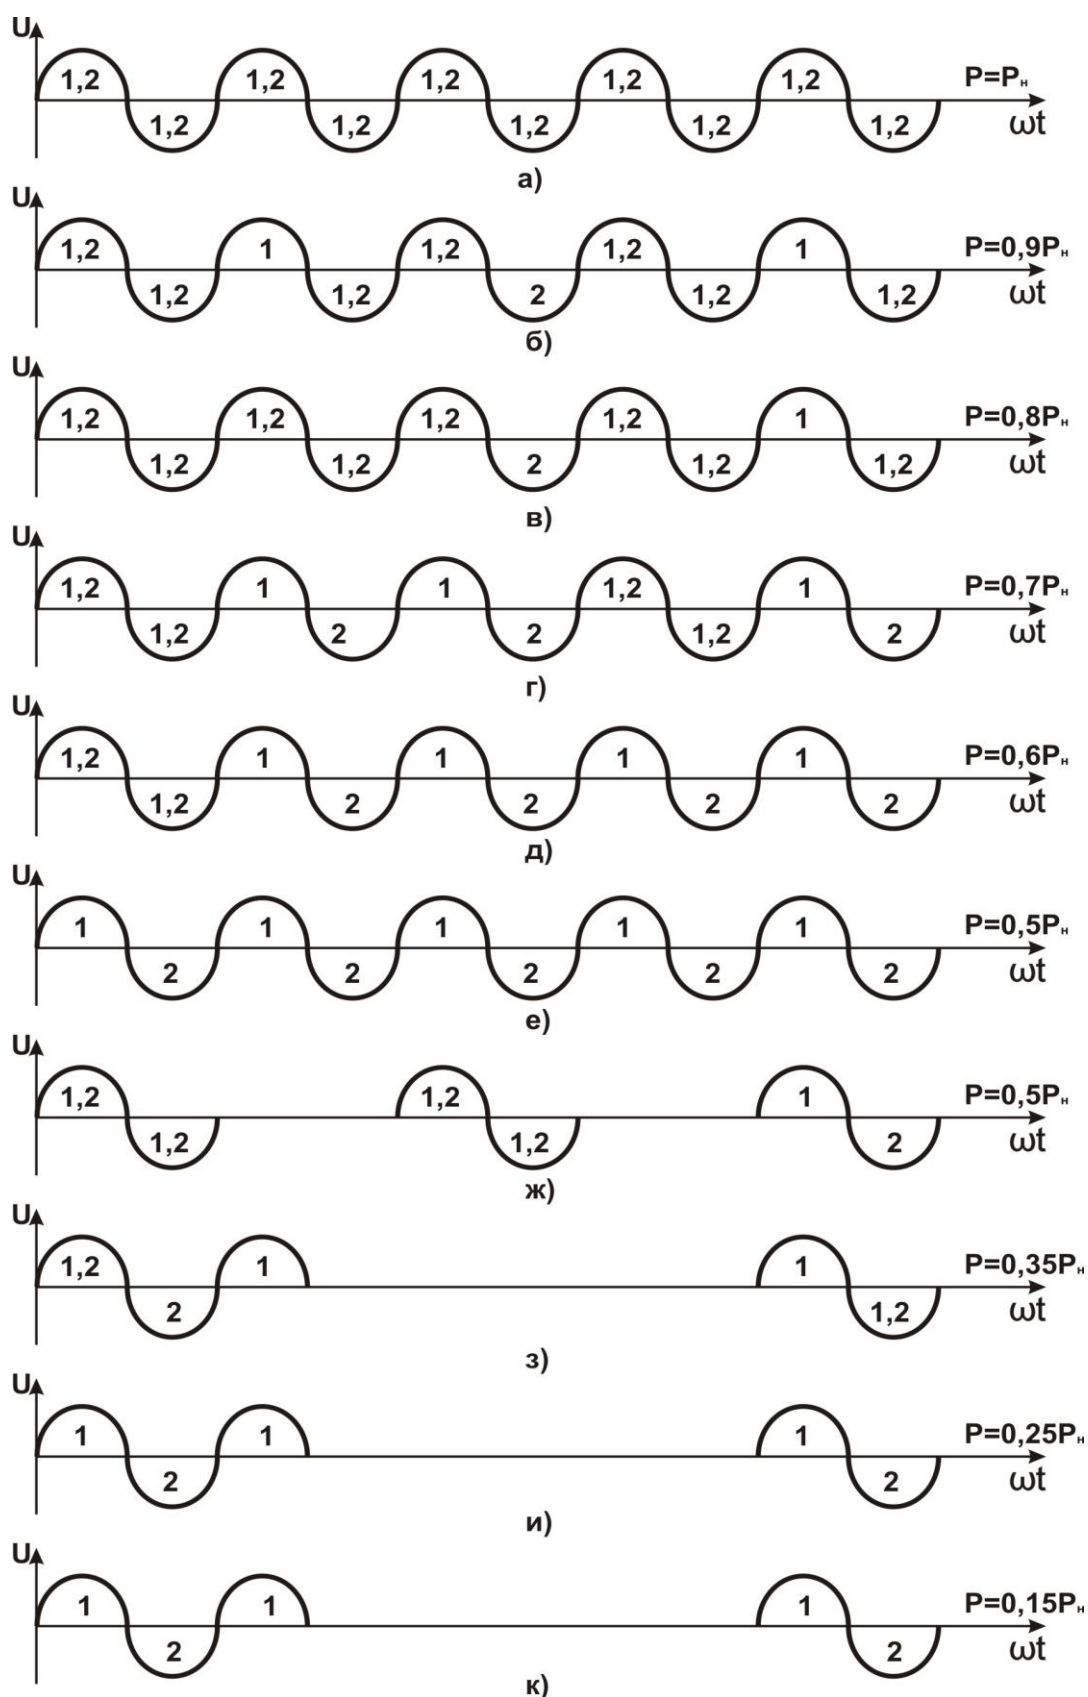 U
1,2 1,2 1,2 1,2 1,2 P=Pн
1,2 1,2 1,2 1,2 1,2 ωt
а)
U
1,2 1 1,2 1,2 1 P=0,9Pн
1,2 1,2 2 1,2 1,2 ωt
б)
U
1,2 1,2 1,2 1,2 1 P=0,8Pн
1,2 1,2 2 1,2 1,2 ωt
в)
U
1,2 1 1 1,2 1 P=0,7Pн
1,2 2 2 1,2 2 ωt
г)
U
1,2 1 1 1 1 P=0,6Pн
1,2 2 2 2 2 ωt
д)
U
1 1 1 1 1 P=0,5Pн
2 2 2 2 2 ωt
е)
U
1,2 1,2 1 P=0,5Pн
1,2 1,2 2 ωt
ж)
U
1,2 1 1 P=0,35Pн
2 1,2 ωt
з)
U
1 1 1 P=0,25Pн
2 2 ωt
и)
U
1 1 1 P=0,15Pн
2 2 ωt
к)